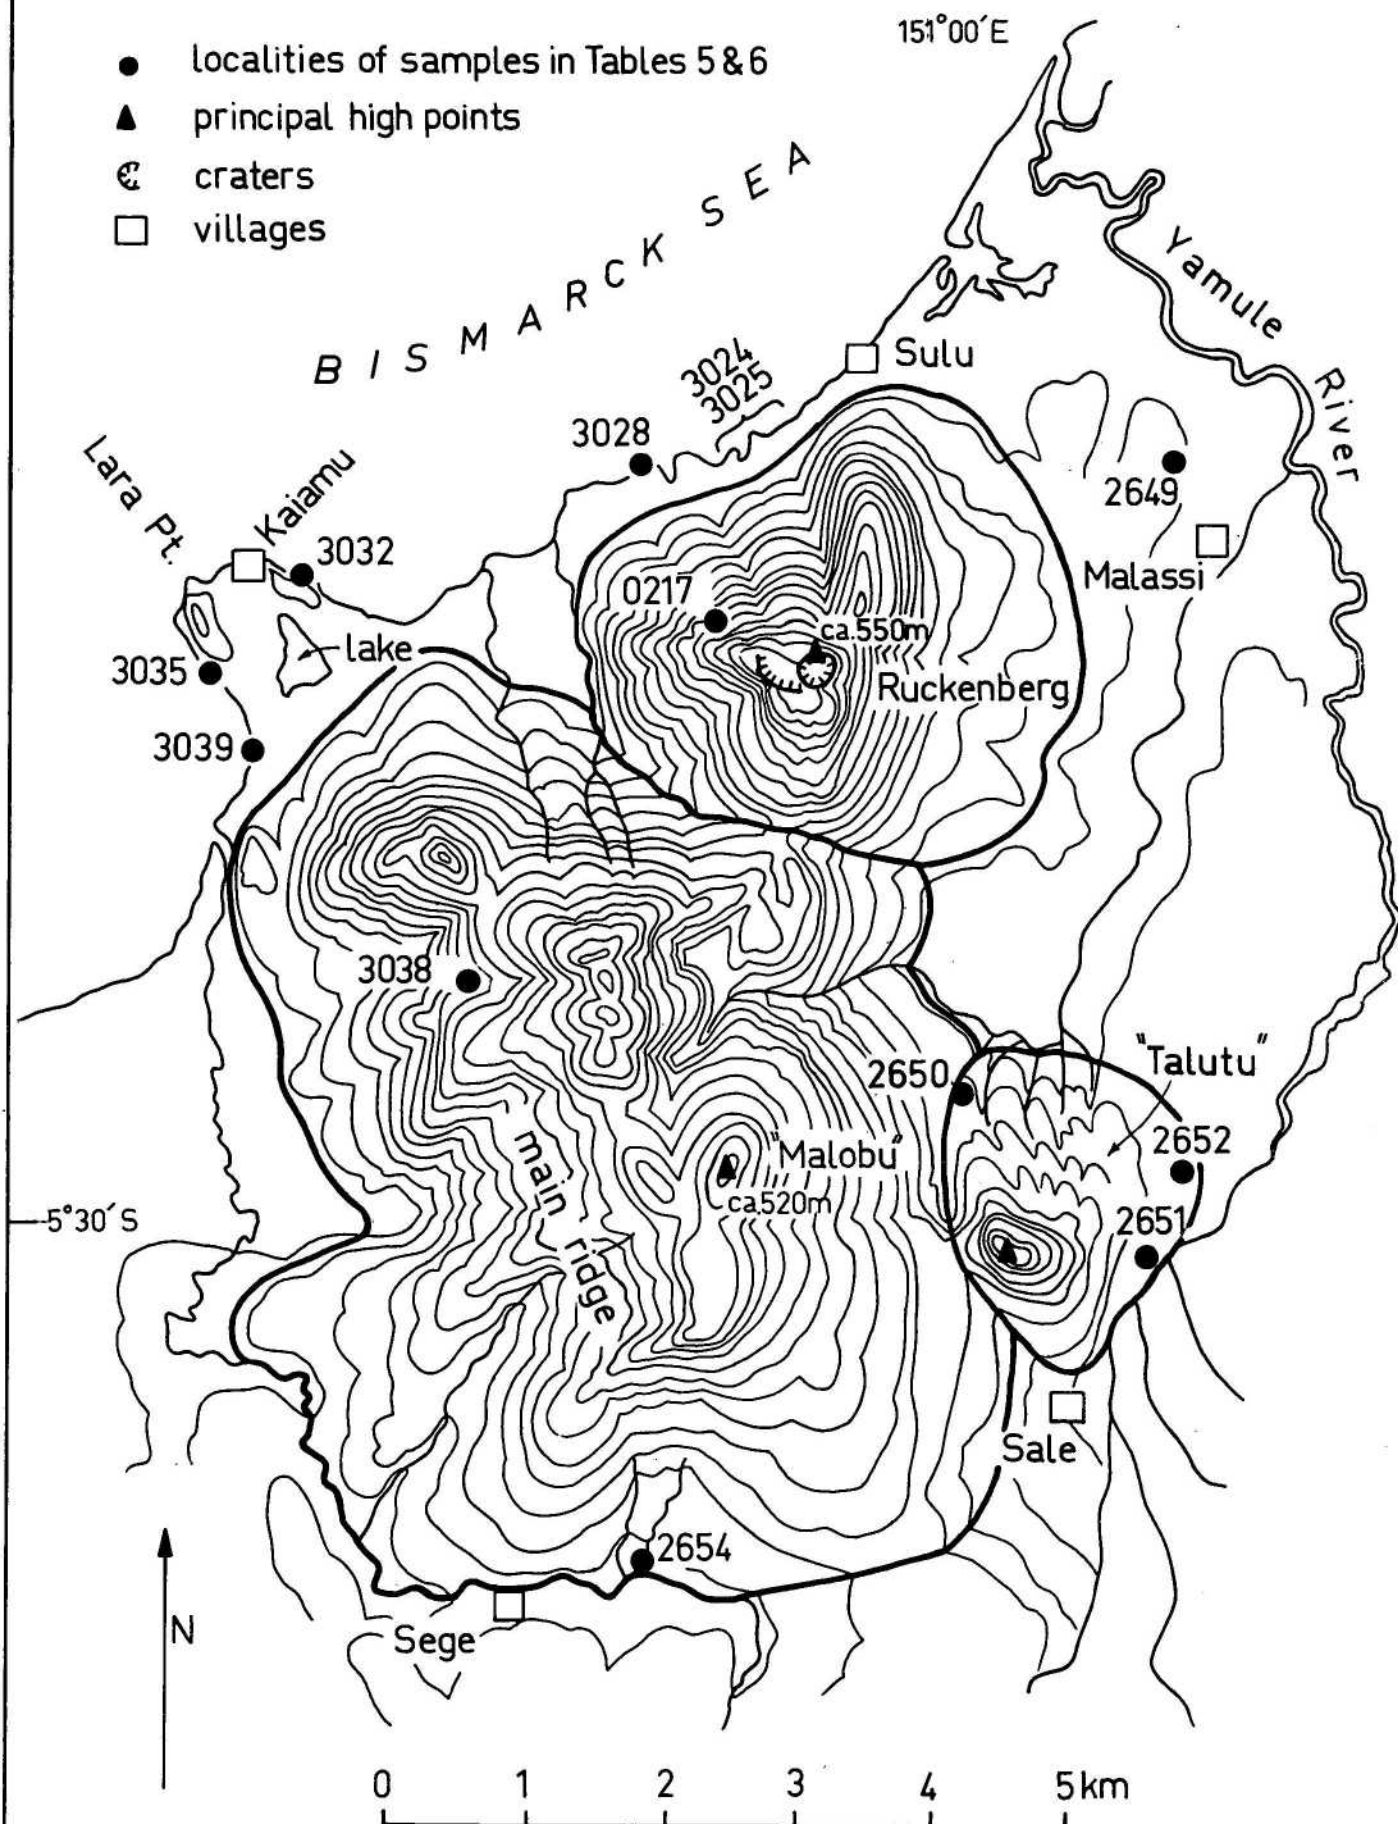 151°00′E
localities of samples in Tables 5 & 6
principal high points
craters
villages
BISMARCK SEA
Yamule River
Sulu
3024
3025
3028
2649
Lara Pt.
Kaiamu
3032
Malassi
0217
ca.550m
lake
3035
Ruckenberg
3039
3038
"Talutu"
2650
2652
"Malobu"
main ridge
ca.520m
5°30′S
2651
Sale
2654
N
Sege
0 1 2 3 4 5km